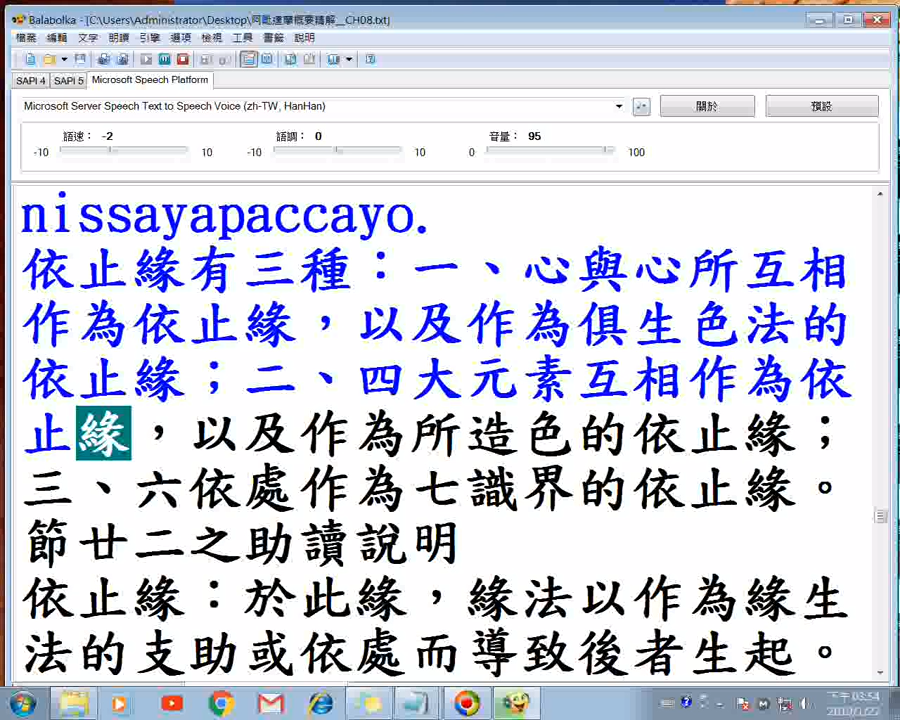 Balabolka - [C:\Users\Administrator\Desktop\阿毗達摩概要精解__CH08.txt]
檔案 編輯 文字 朗讀 引擎 選項 檢視 工具 書籤 說明
SAPI 4 SAPI 5 Microsoft Speech Platform
Microsoft Server Speech Text to Speech Voice (zh-TW, HanHan) 關於 預設
語速： -2 語調： 0 音量： 95
-10 10 -10 10 0 100
nissayapaccayo.
依止緣有三種：一、心與心所互相
作為依止緣，以及作為俱生色法的
依止緣；二、四大元素互相作為依
止緣，以及作為所造色的依止緣；
三、六依處作為七識界的依止緣。
節廿二之助讀說明
依止緣：於此緣，緣法以作為緣生
法的支助或依處而導致後者生起。
下午 03:54